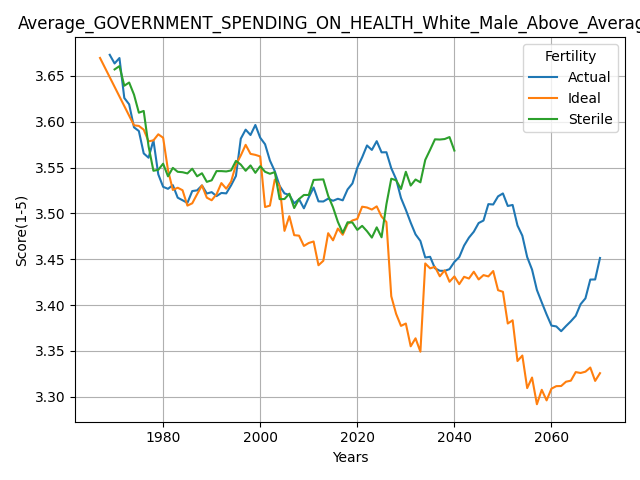 Average_GOVERNMENT_SPENDING_ON_HEALTH_White_Male_Above_Averag
Fertility
Actual
Ideal
Sterile
Score(1-5)
3.65
3.60
3.55
3.50
3.45
3.40
3.35
3.30
1980 2000 2020 2040 2060
Years